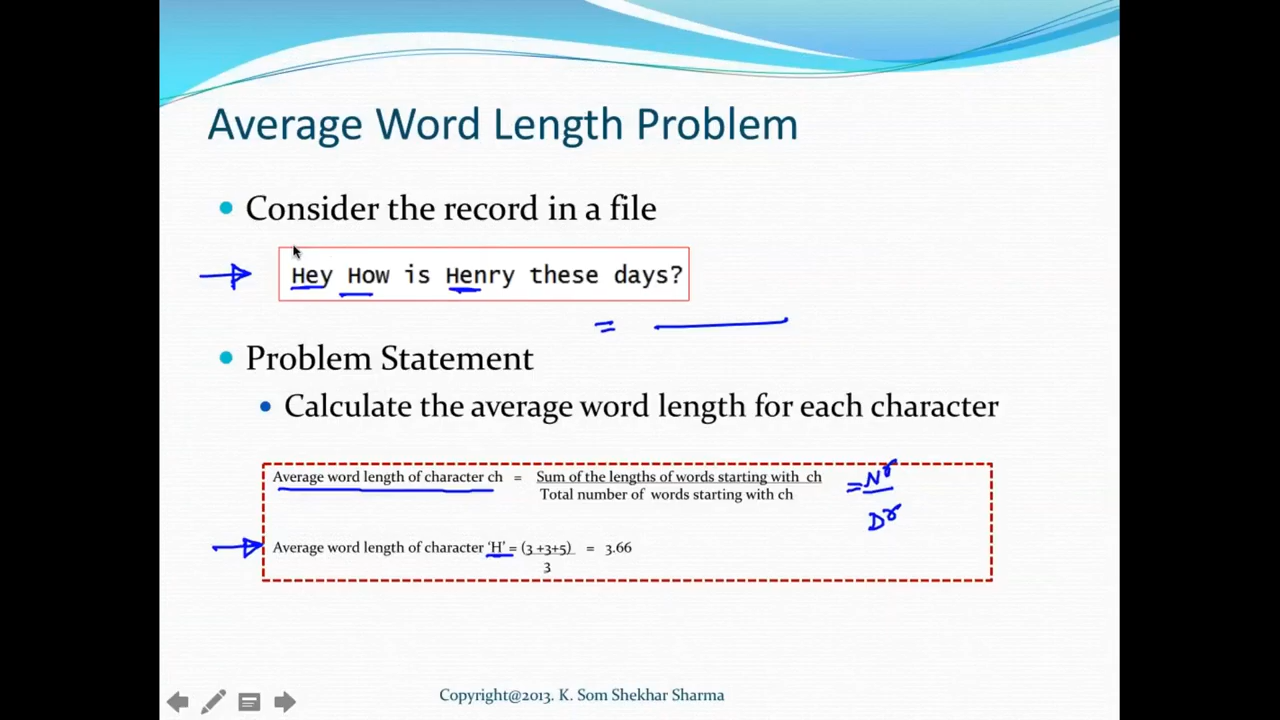 Average Word Length Problem
Consider the record in a file
Hey How is Henry these days?
=
Problem Statement
Calculate the average word length for each character
Average word length of character ch = Sum of the lengths of words starting with ch = Nr
Total number of words starting with ch Dr
Average word length of character 'H' = (3 +3+5) = 3.66
3
Copyright@2013. K. Som Shekhar Sharma